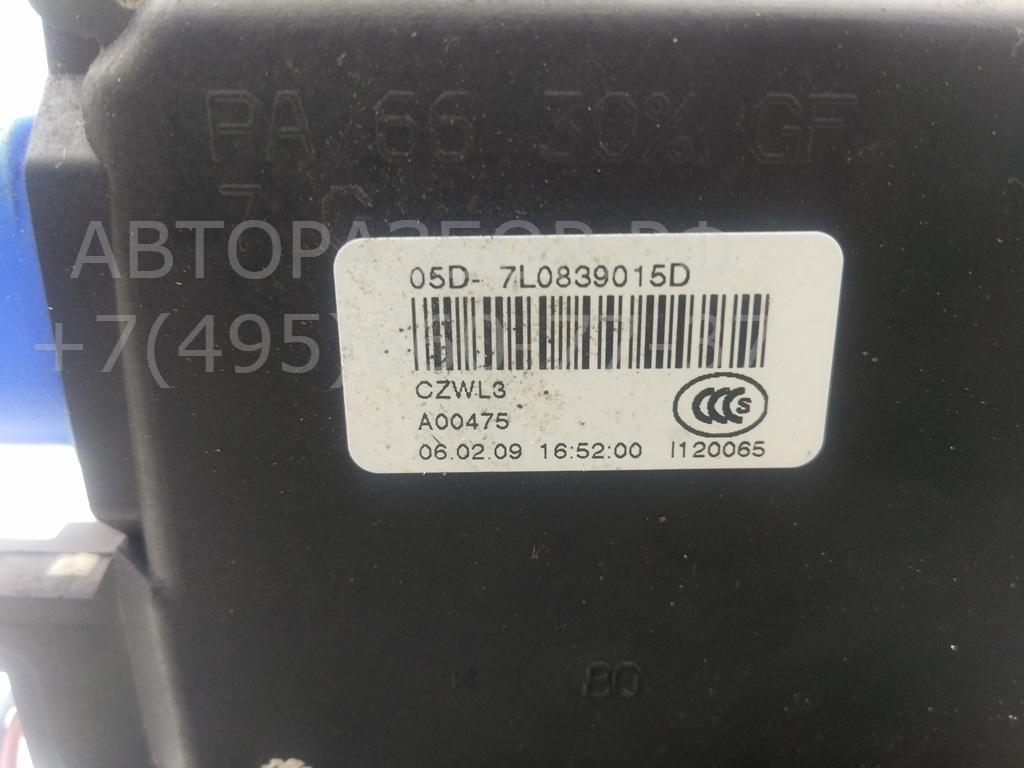 PA 66 30% GF
АВТОРАЗБОР.РФ
05D- 7L0839015D
+7(495)
CZWL3
CCC S
A00475
06.02.09 16:52:00 I120065
80